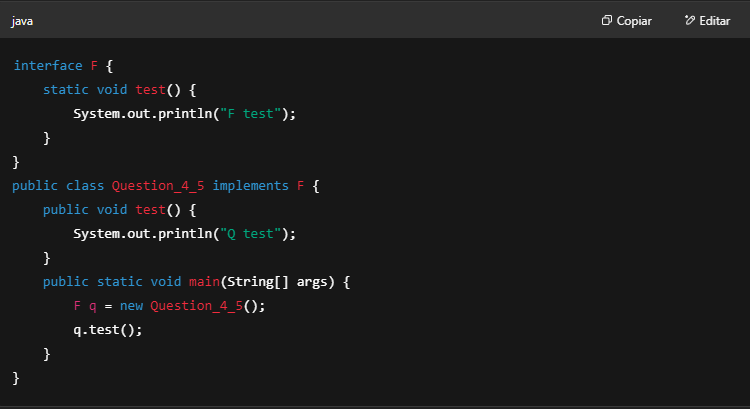 java
Copiar
Editar
interface F {
    static void test() {
        System.out.println("F test");
    }
}
public class Question_4_5 implements F {
    public void test() {
        System.out.println("Q test");
    }
    public static void main(String[] args) {
        F q = new Question_4_5();
        q.test();
    }
}